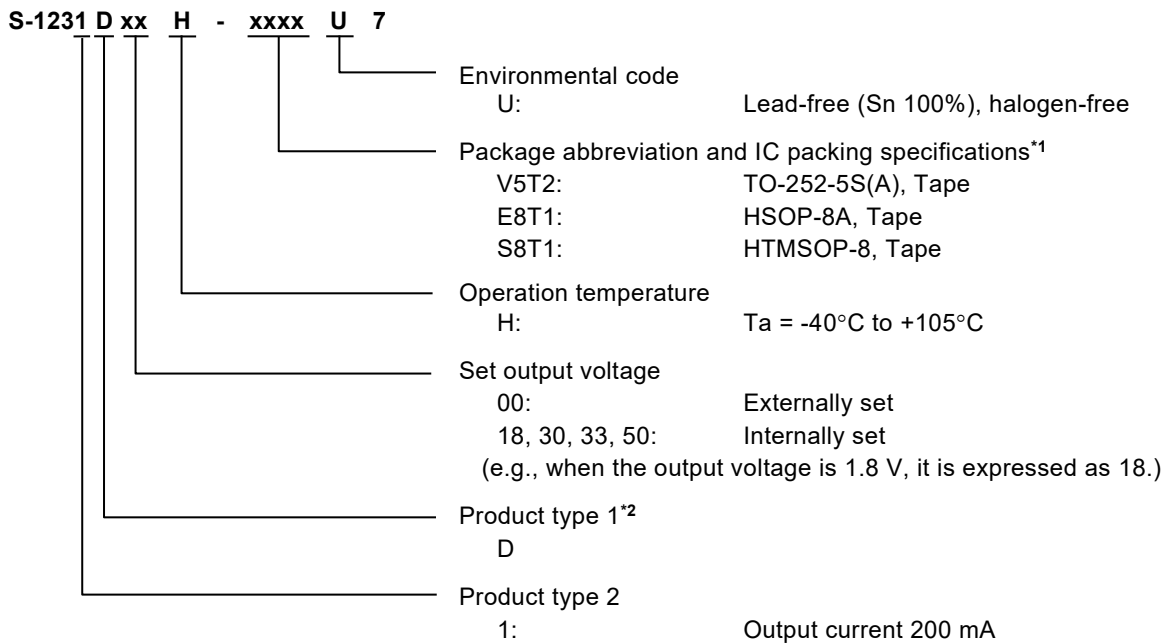 S-1231 D xx H - xxxx U 7
Environmental code
U: Lead-free (Sn 100%), halogen-free
Package abbreviation and IC packing specifications*1
V5T2: TO-252-5S(A), Tape
E8T1: HSOP-8A, Tape
S8T1: HTMSOP-8, Tape
Operation temperature
H: Ta = -40°C to +105°C
Set output voltage
00: Externally set
18, 30, 33, 50: Internally set
(e.g., when the output voltage is 1.8 V, it is expressed as 18.)
Product type 1*2
D
Product type 2
1: Output current 200 mA